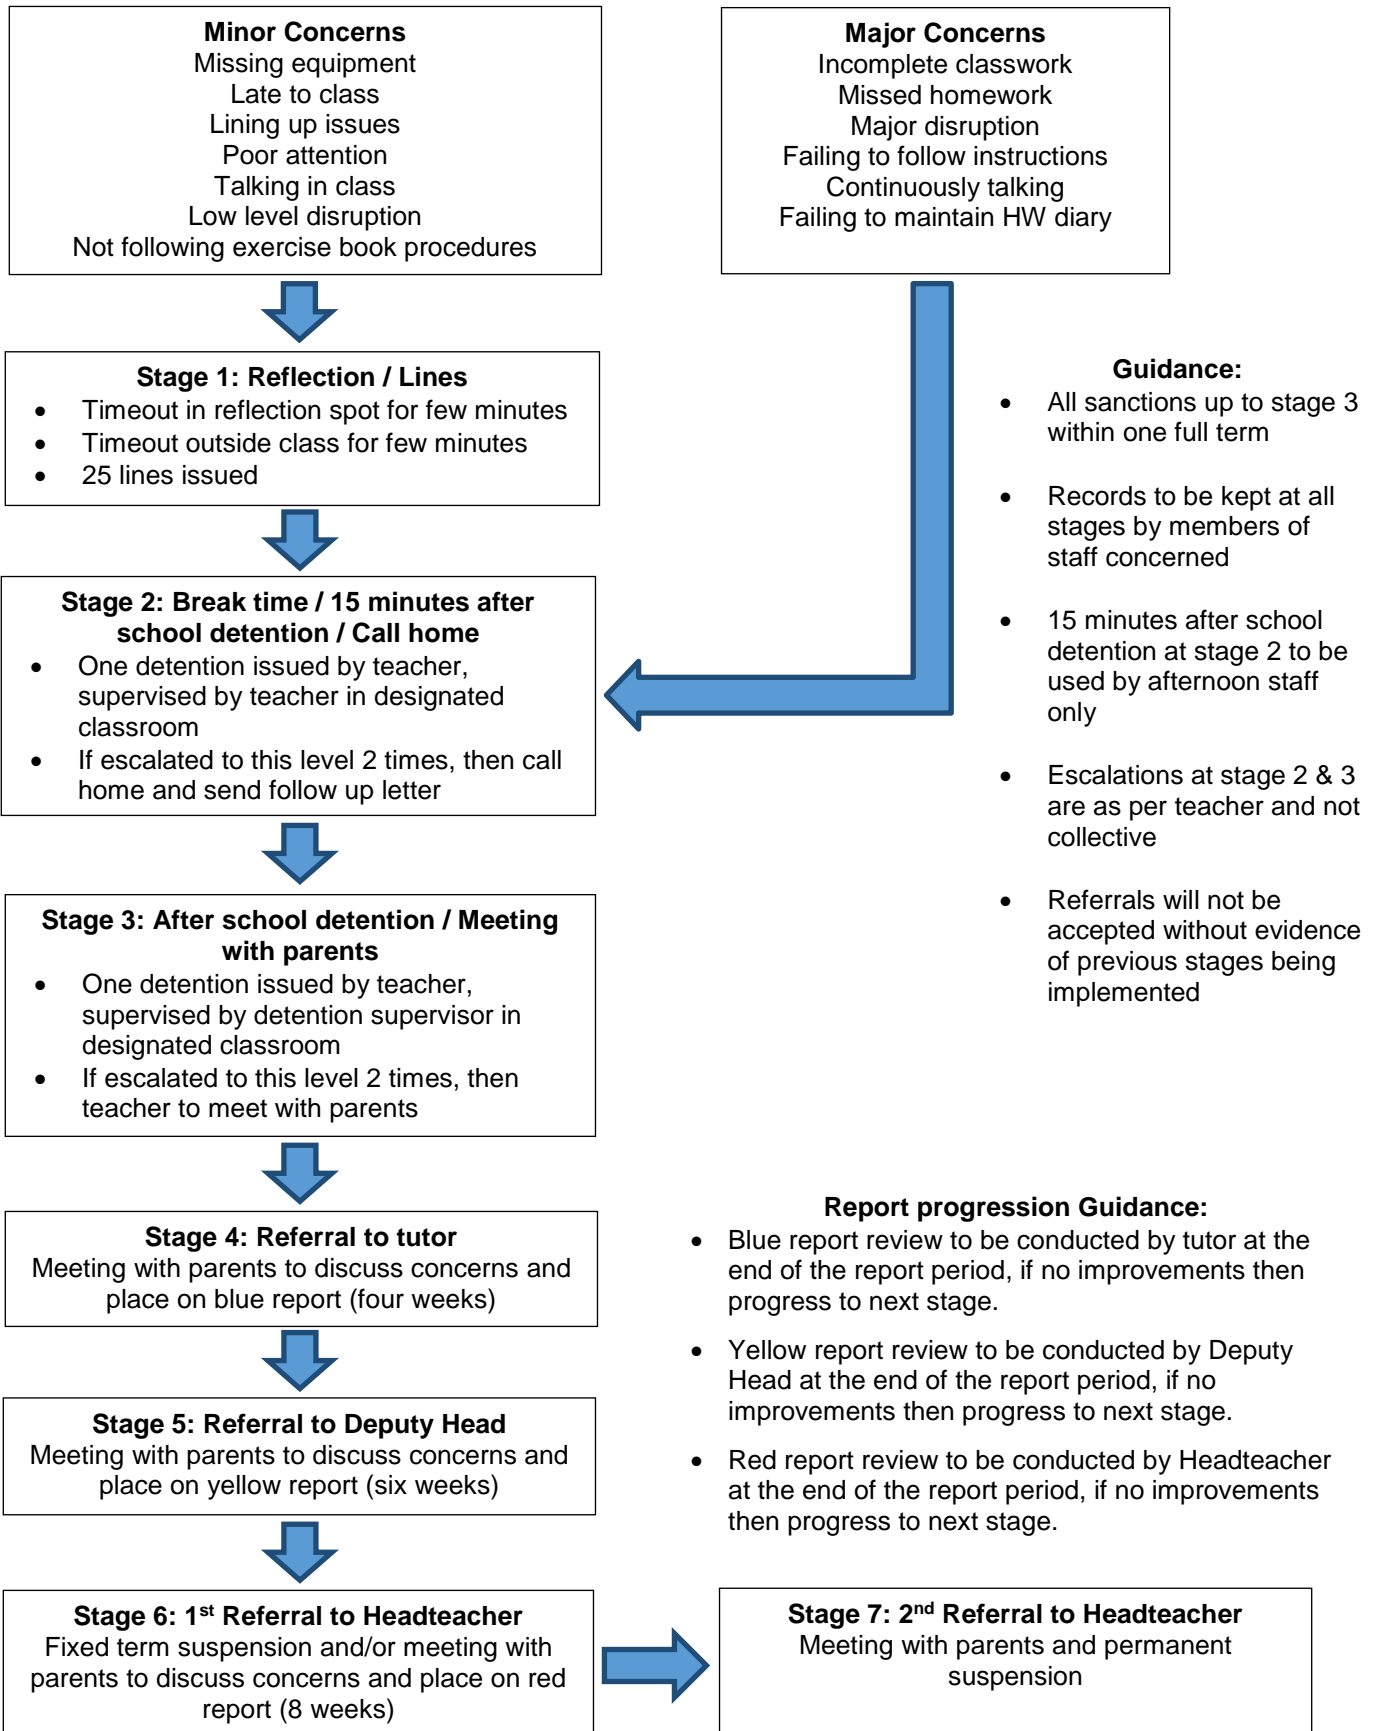 Minor Concerns
Missing equipment
Late to class
Lining up issues
Poor attention
Talking in class
Low level disruption
Not following exercise book procedures
Major Concerns
Incomplete classwork
Missed homework
Major disruption
Failing to follow instructions
Continuously talking
Failing to maintain HW diary
Stage 1: Reflection / Lines
• Timeout in reflection spot for few minutes
• Timeout outside class for few minutes
• 25 lines issued
Stage 2: Break time / 15 minutes after
school detention / Call home
• One detention issued by teacher,
supervised by teacher in designated
classroom
• If escalated to this level 2 times, then call
home and send follow up letter
Stage 3: After school detention / Meeting
with parents
• One detention issued by teacher,
supervised by detention supervisor in
designated classroom
• If escalated to this level 2 times, then
teacher to meet with parents
Guidance:
• All sanctions up to stage 3
within one full term
• Records to be kept at all
stages by members of
staff concerned
• 15 minutes after school
detention at stage 2 to be
used by afternoon staff
only
• Escalations at stage 2 & 3
are as per teacher and not
collective
• Referrals will not be
accepted without evidence
of previous stages being
implemented
Stage 4: Referral to tutor
Meeting with parents to discuss concerns and
place on blue report (four weeks)
Stage 5: Referral to Deputy Head
Meeting with parents to discuss concerns and
place on yellow report (six weeks)
Report progression Guidance:
• Blue report review to be conducted by tutor at the
end of the report period, if no improvements then
progress to next stage.
• Yellow report review to be conducted by Deputy
Head at the end of the report period, if no
improvements then progress to next stage.
• Red report review to be conducted by Headteacher
at the end of the report period, if no improvements
then progress to next stage.
Stage 6: 1st Referral to Headteacher
Fixed term suspension and/or meeting with
parents to discuss concerns and place on red
report (8 weeks)
Stage 7: 2nd Referral to Headteacher
Meeting with parents and permanent
suspension